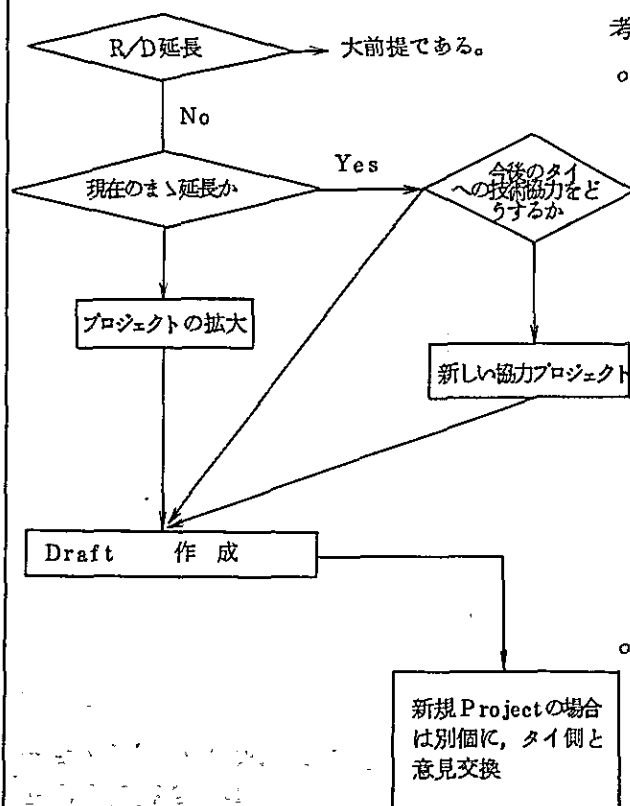 R/D延長
大前提である。
考
o
No
Yes
現在のまゝ延長か
今後のタイ
への技術協力をど
うするか
プロジェクトの拡大
新しい協力プロジェクト
Draft 作成
o
新規Projectの場合
は別個に，タイ側と
意見交換